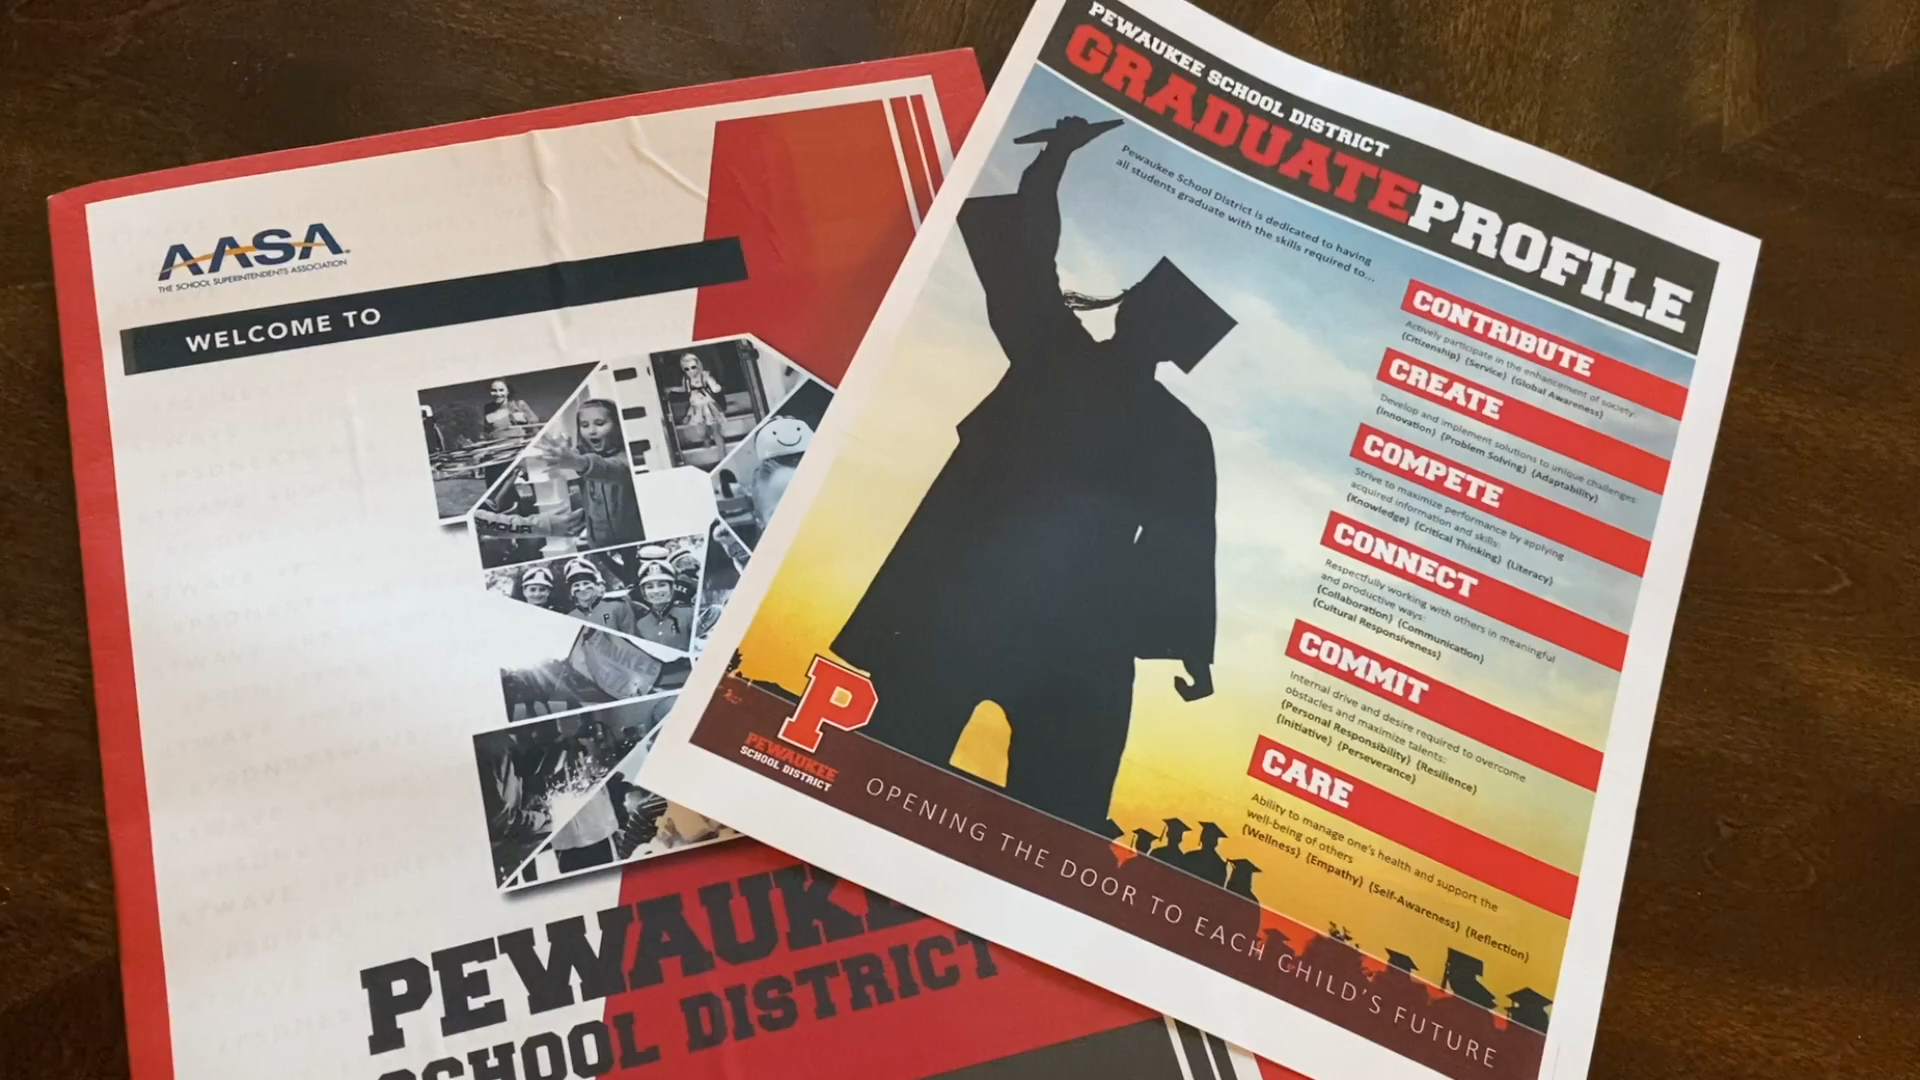 AASA
THE SCHOOL SUPERINTENDENTS ASSOCIATION
WELCOME TO
PEWAUKE
SCHOOL DISTRICT
PEWAUKEE SCHOOL DISTRICT
GRADUATEPROFILE
Pewaukee School District is dedicated to having
all students graduate with the skills required to...
CONTRIBUTE
Actively participate in the enhancement of society:
{Citizenship} {Service} {Global Awareness}
CREATE
Develop and implement solutions to unique challenges
{Innovation} {Problem Solving} {Adaptability}
COMPETE
Strive to maximize performance by applying
acquired information and skills:
{Knowledge} {Critical Thinking} {Literacy}
CONNECT
Respectfully working with others in meaningful
and productive ways:
{Collaboration} {Communication}
{Cultural Responsiveness}
COMMIT
Internal drive and desire required to overcome
obstacles and maximize talents:
{Personal Responsibility} {Resilience}
{Initiative} {Perseverance}
CARE
Ability to manage one's health and support the
well-being of others
{Wellness} {Empathy} {Self-Awareness} {Reflection}
P
PEWAUKEE
SCHOOL DISTRICT
OPENING THE DOOR TO EACH CHILD'S FUTURE